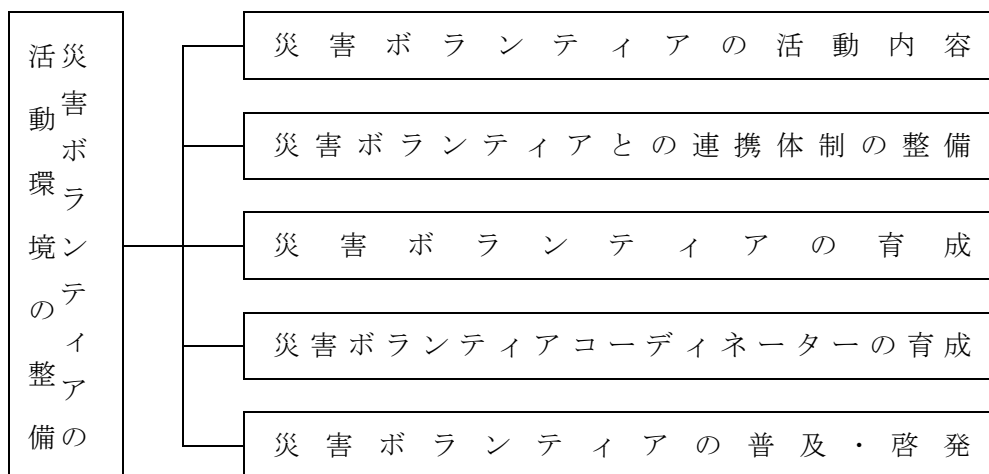 災害ボランティアの
活動環境の整備
災害ボランティアの活動内容
災害ボランティアとの連携体制の整備
災害ボランティアの育成
災害ボランティアコーディネーターの育成
災害ボランティアの普及・啓発